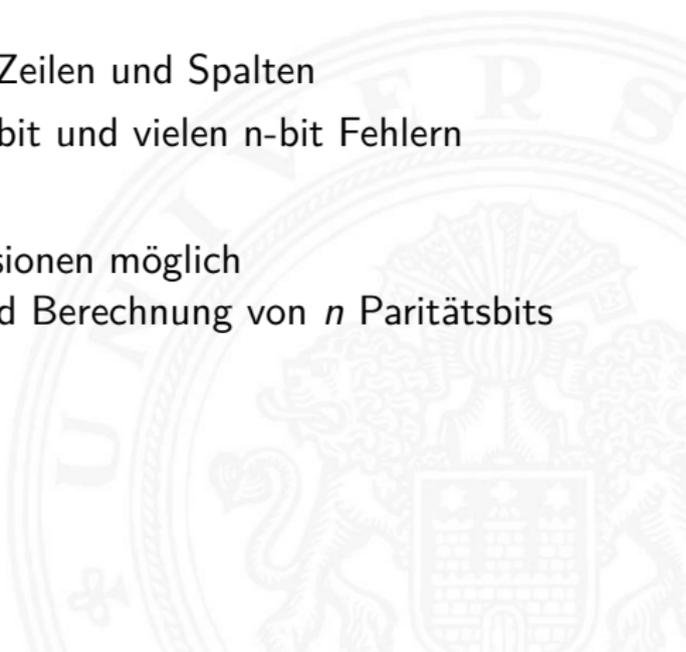 Zeilen und Spalten
bit und vielen n-bit Fehlern
sionen möglich
d Berechnung von n Paritätsbits
U N I V E R S